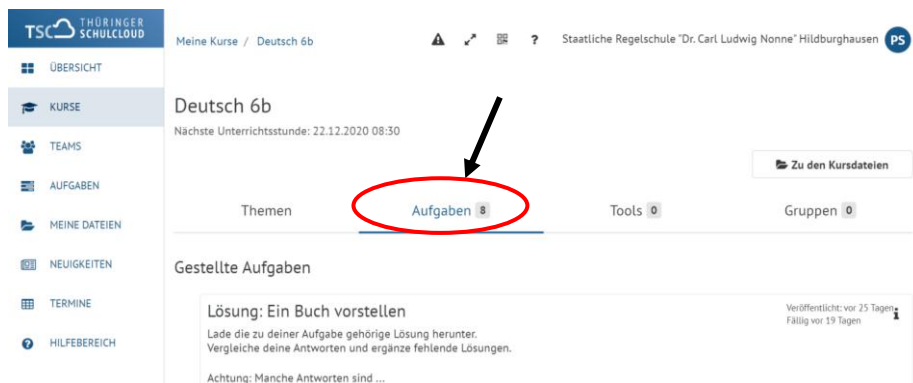 TSC THÜRINGER
SCHULCLOUD
Meine Kurse / Deutsch 6b
? Staatliche Regelschule "Dr. Carl Ludwig Nonne" Hildburghausen PS
ÜBERSICHT
KURSE
TEAMS
AUFGABEN
MEINE DATEIEN
NEUIGKEITEN
TERMINE
HILFEBEREICH
Deutsch 6b
Nächste Unterrichtsstunde: 22.12.2020 08:30
Zu den Kursdateien
Themen
Aufgaben 8
Tools 0
Gruppen 0
Gestellte Aufgaben
Lösung: Ein Buch vorstellen
Veröffentlicht: vor 25 Tagen
Fällig vor 19 Tagen
Lade die zu deiner Aufgabe gehörige Lösung herunter.
Vergleiche deine Antworten und ergänze fehlende Lösungen.
Achtung: Manche Antworten sind ...